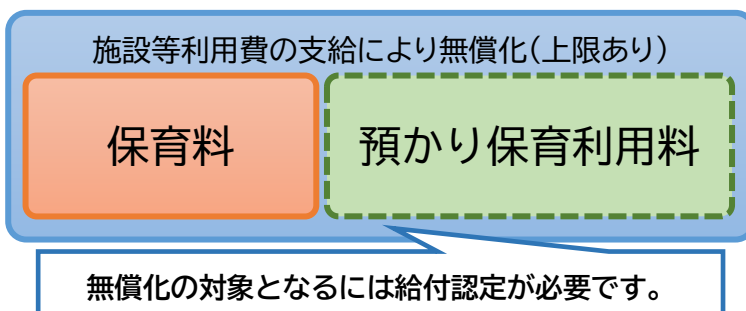 施設等利用費の支給により無償化(上限あり)
保育料
預かり保育利用料
無償化の対象となるには給付認定が必要です。